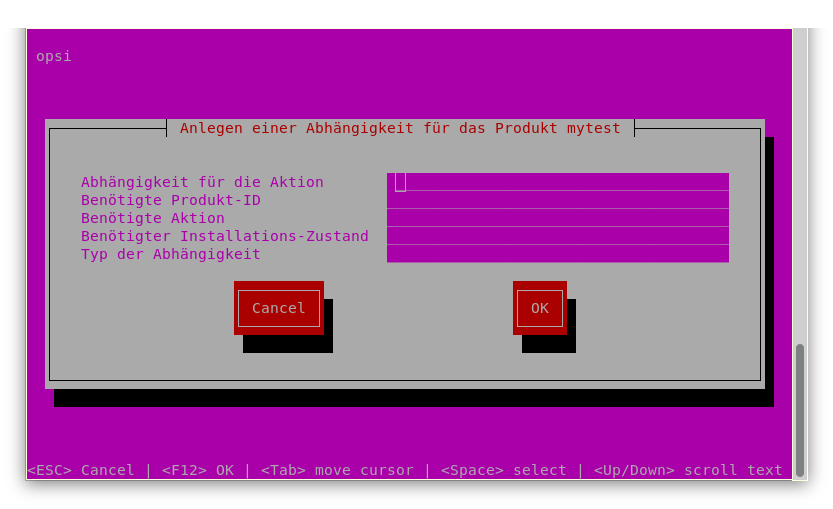 opsi
Anlegen einer Abhängigkeit für das Produkt mytest
Abhängigkeit für die Aktion
Benötigte Produkt-ID
Benötigte Aktion
Benötigter Installations-Zustand
Typ der Abhängigkeit
Cancel
OK
<ESC> Cancel | <F12> OK | <Tab> move cursor | <Space> select | <Up/Down> scroll text